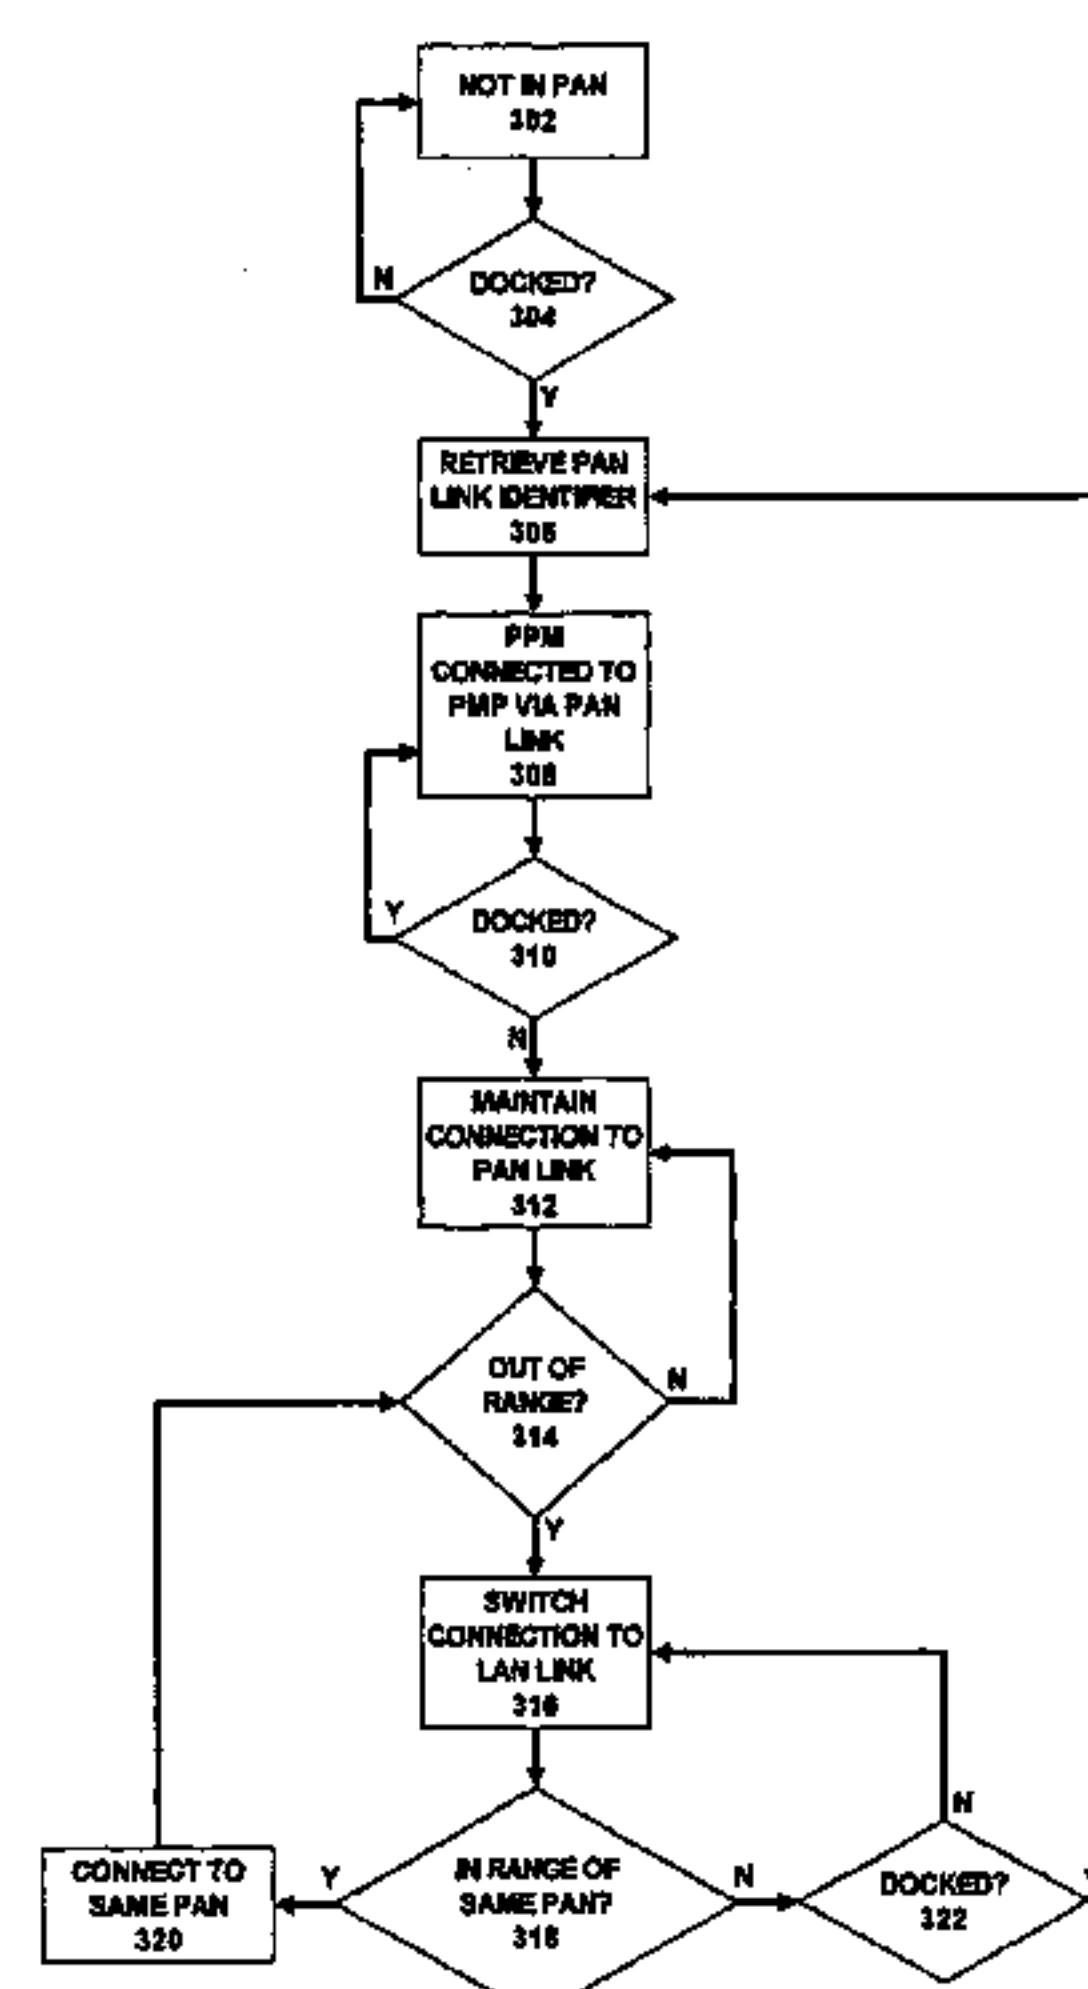 NOT IN PAN
302
N
DOCKED?
304
Y
RETRIEVE PAN
LINK IDENTIFIER
306
PPM
CONNECTED TO
PMP VIA PAN
LINK
308
Y
DOCKED?
310
N
MAINTAIN
CONNECTION TO
PAN LINK
312
OUT OF
RANGE?
314
N
Y
SWITCH
CONNECTION TO
LAN LINK
316
N
CONNECT TO
SAME PAN
320
Y
IN RANGE OF
SAME PAN?
318
N
DOCKED?
322